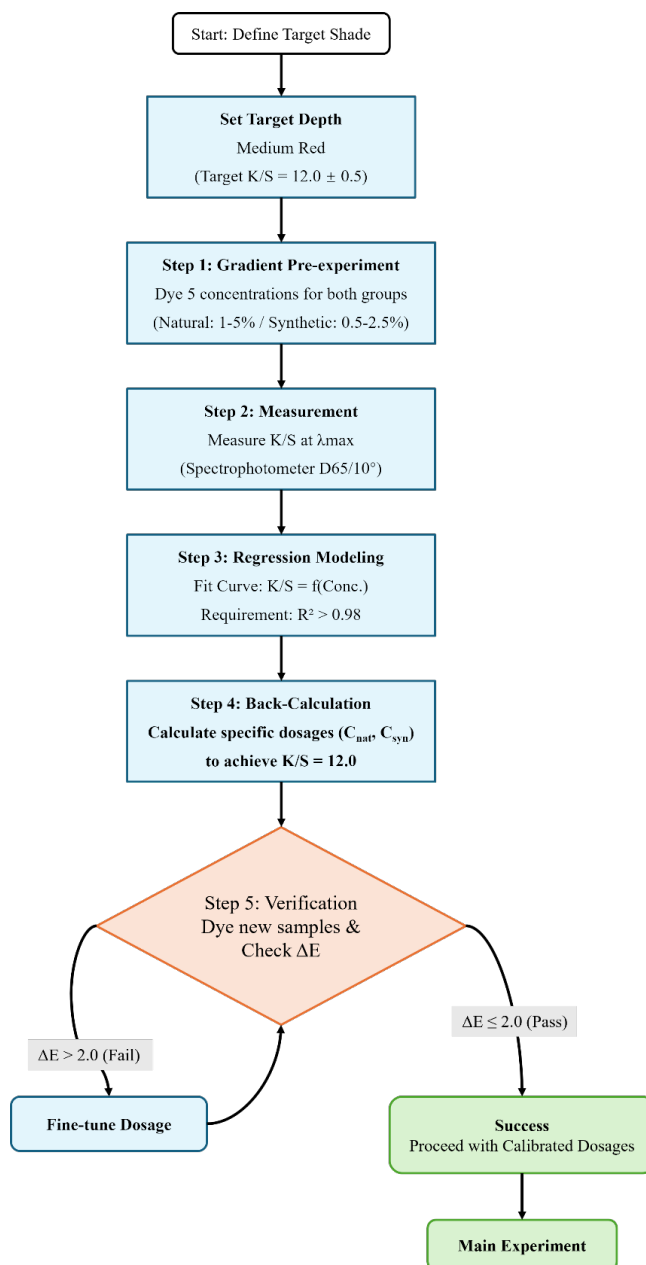 Start: Define Target Shade
Set Target Depth
Medium Red
(Target K/S = 12.0 ± 0.5)
Step 1: Gradient Pre-experiment
Dye 5 concentrations for both groups
(Natural: 1-5% / Synthetic: 0.5-2.5%)
Step 2: Measurement
Measure K/S at λmax
(Spectrophotometer D65/10°)
Step 3: Regression Modeling
Fit Curve: K/S = f(Conc.)
Requirement: R² > 0.98
Step 4: Back-Calculation
Calculate specific dosages (Cnat, Csyn)
to achieve K/S = 12.0
Step 5: Verification
Dye new samples &
Check ΔE
ΔE > 2.0 (Fail)
ΔE ≤ 2.0 (Pass)
Fine-tune Dosage
Success
Proceed with Calibrated Dosages
Main Experiment